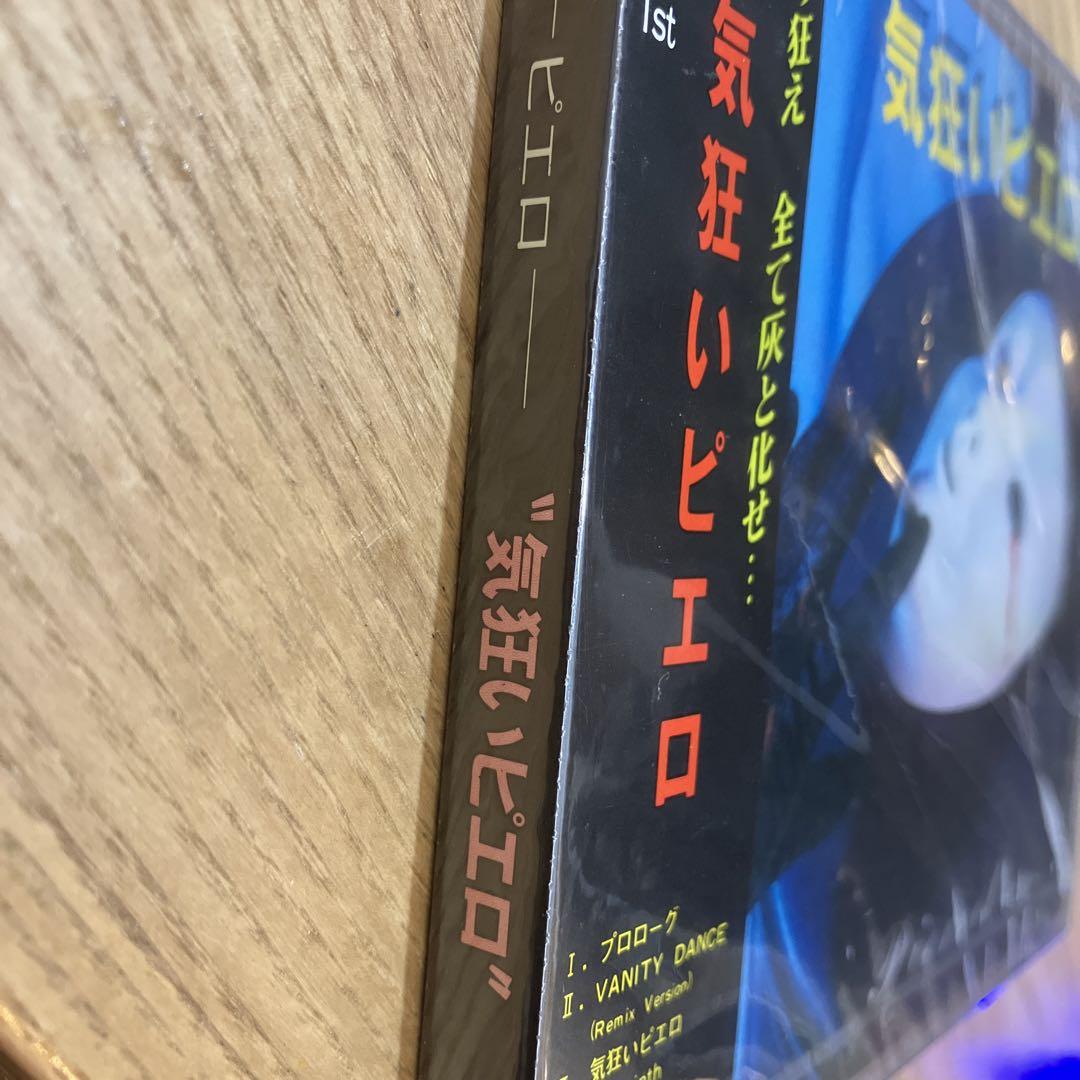 ―ピエロ―
“気狂いピエロ”
1st
気狂いピエロ
狂え 全て灰と化せ…
気狂いピエロ
I. プロローグ
II. VANITY DANCE
(Remix Version)
気狂いピエロ